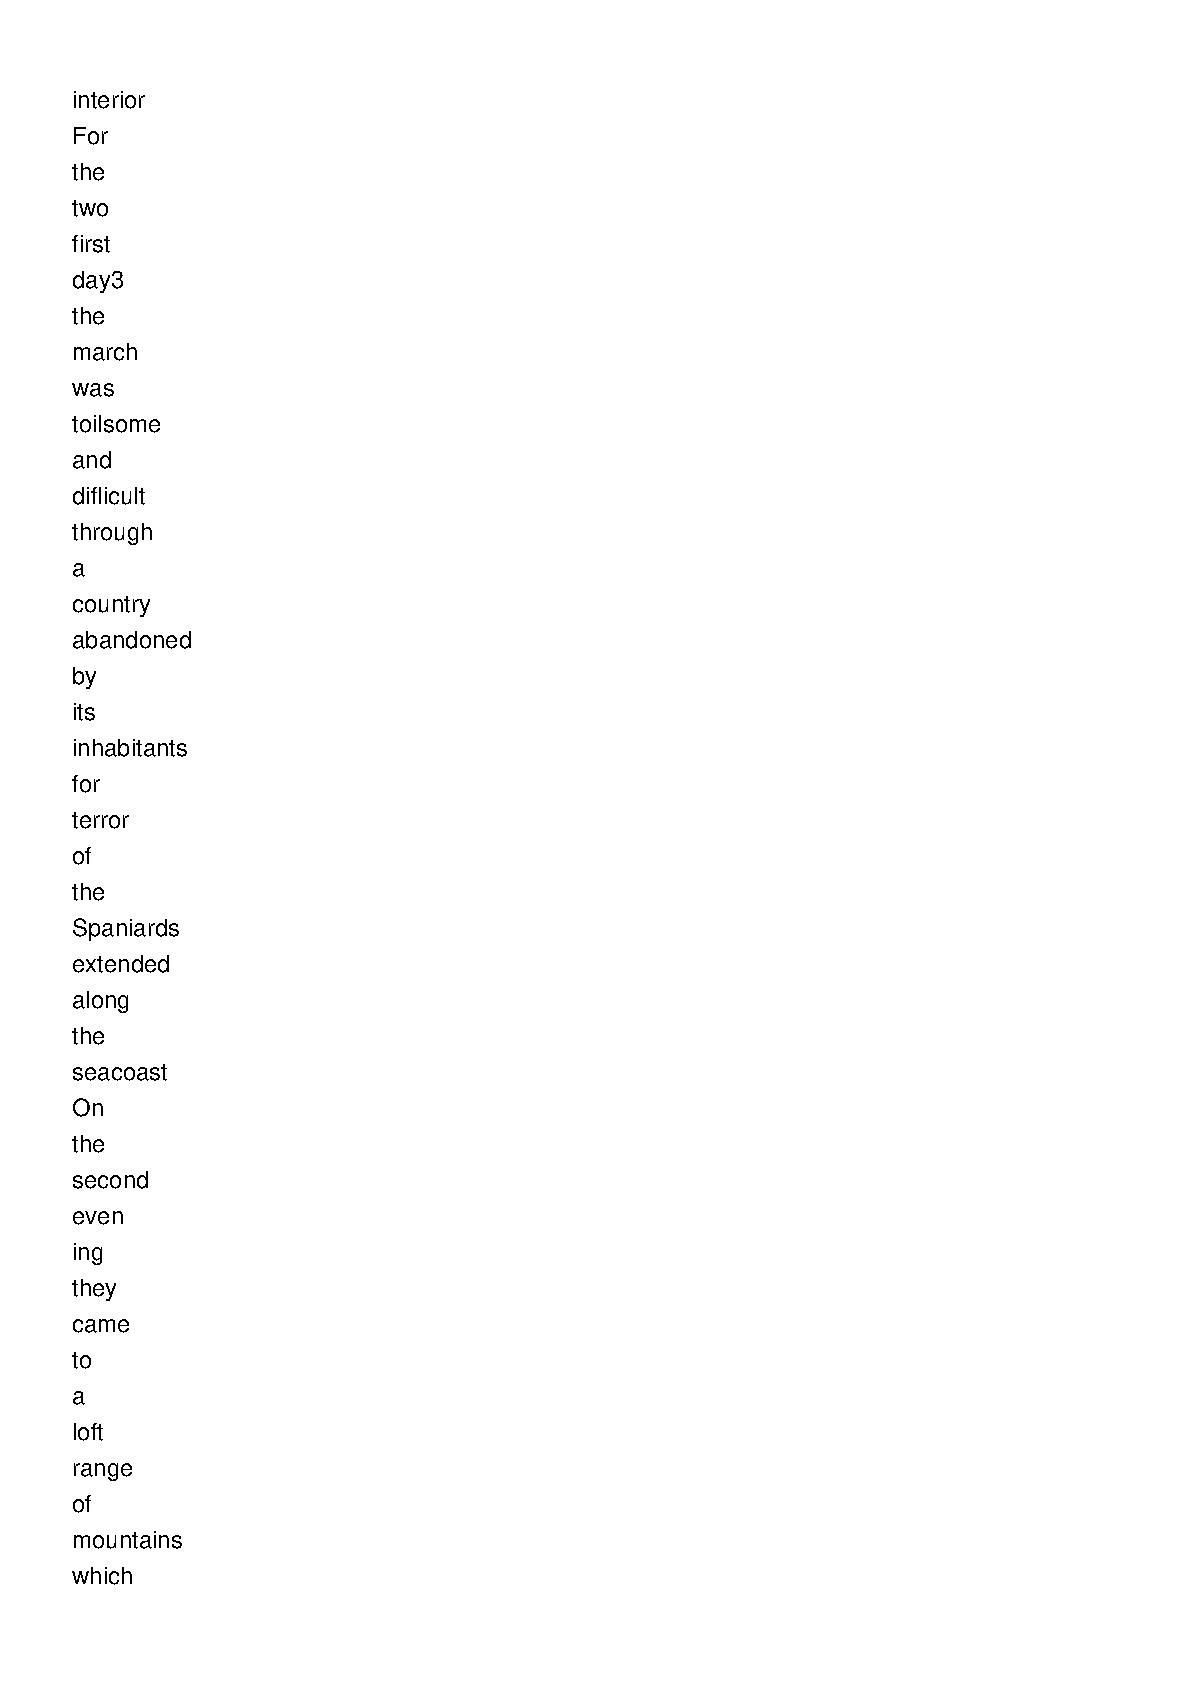 interior
For
the
two
first
day3
the
march
was
toilsome
and
diflicult
through
a
country
abandoned
by
its
inhabitants
for
terror
of
the
Spaniards
extended
along
the
seacoast
On
the
second
even
ing
they
came
to
a
loft
range
of
mountains
which